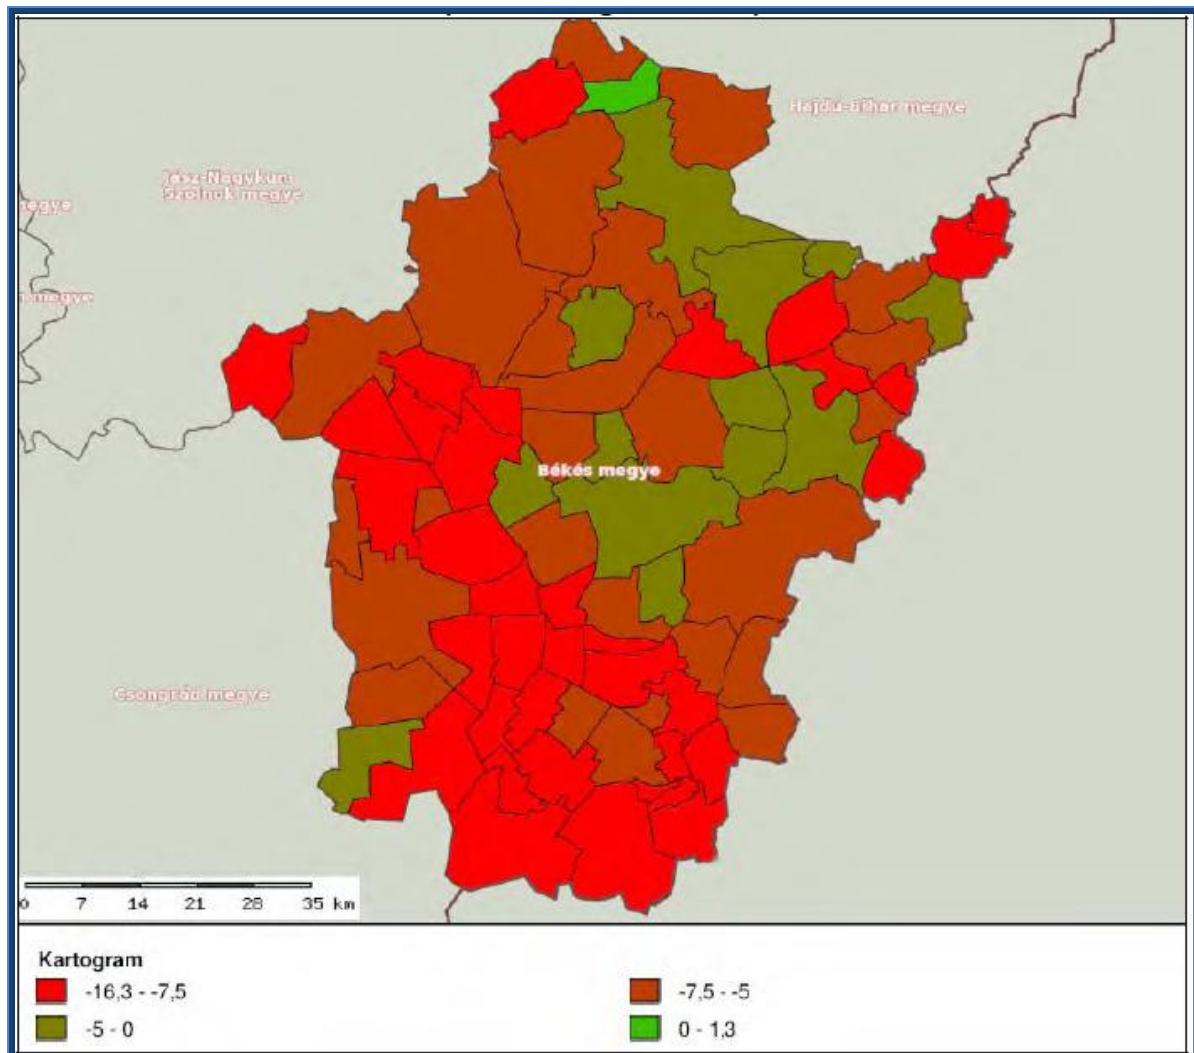 Hajdú-Bihar megye
Jász-Nagykun-
Szolnok megye
megye
megye
Békés megye
Csongrád megye
0 7 14 21 28 35 km
Kartogram
-16,3 - -7,5
-7,5 - -5
-5 - 0
0 - 1,3